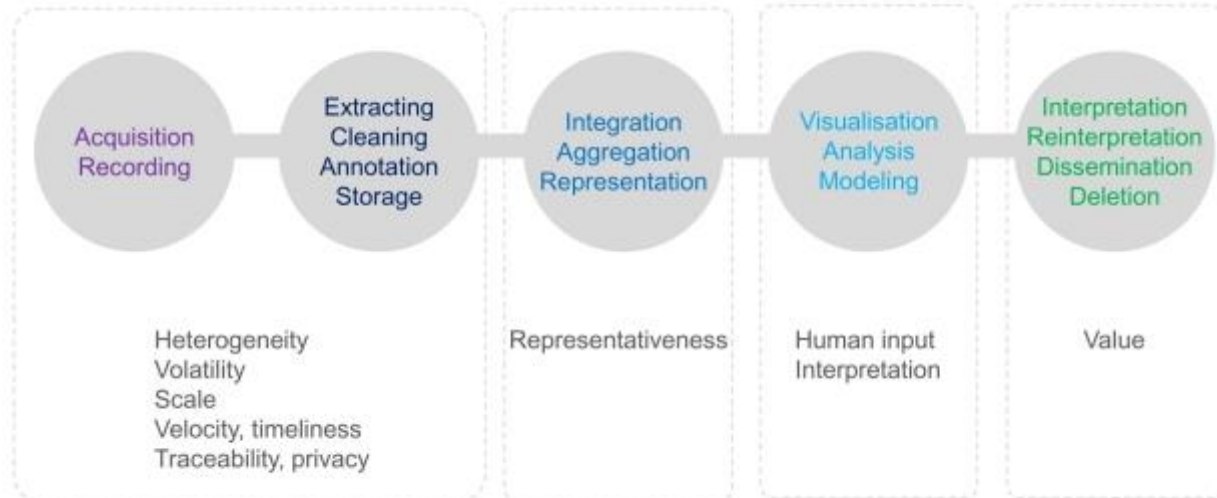 Acquisition
Recording
Extracting
Cleaning
Annotation
Storage
Integration
Aggregation
Representation
Visualisation
Analysis
Modeling
Interpretation
Reinterpretation
Dissemination
Deletion
Heterogeneity
Volatility
Scale
Velocity, timeliness
Traceability, privacy
Representativeness
Human input
Interpretation
Value